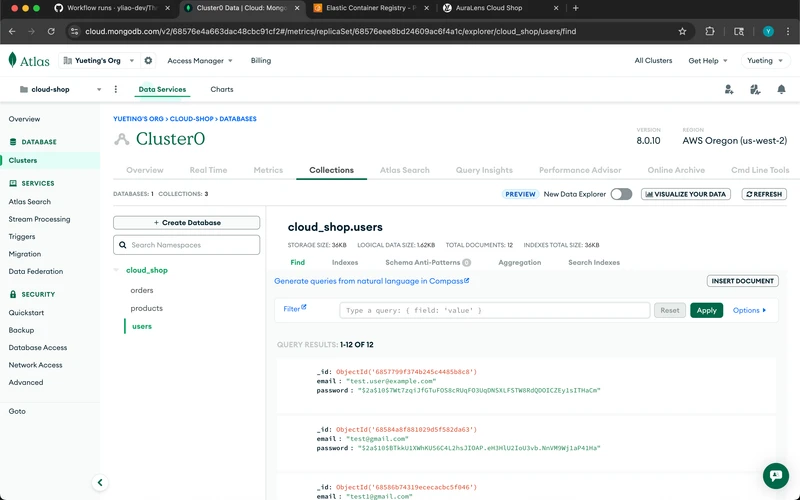 Workflow runs · yliao-dev/Thr
Cluster0 Data | Cloud: Mongo
Elastic Container Registry - P
AuraLens Cloud Shop
cloud.mongodb.com/v2/68576e4a663dac48cbc91cf2#/metrics/replicaSet/68576eee8bd24609ac6f4a1c/explorer/cloud_shop/users/find
Y
Atlas
Yueting's Org
Access Manager
Billing
All Clusters
Get Help
Yueting
cloud-shop
Data Services
Charts
Overview
DATABASE
Clusters
SERVICES
Atlas Search
Stream Processing
Triggers
Migration
Data Federation
SECURITY
Quickstart
Backup
Database Access
Network Access
Advanced
Goto
YUETING'S ORG > CLOUD-SHOP > DATABASES
Cluster0
VERSION
8.0.10
REGION
AWS Oregon (us-west-2)
Overview
Real Time
Metrics
Collections
Atlas Search
Query Insights
Performance Advisor
Online Archive
Cmd Line Tools
DATABASES: 1 COLLECTIONS: 3
PREVIEW New Data Explorer
VISUALIZE YOUR DATA
REFRESH
+ Create Database
Search Namespaces
cloud_shop
orders
products
users
cloud_shop.users
STORAGE SIZE: 36KB LOGICAL DATA SIZE: 1.62KB TOTAL DOCUMENTS: 12 INDEXES TOTAL SIZE: 36KB
Find
Indexes
Schema Anti-Patterns 0
Aggregation
Search Indexes
Generate queries from natural language in Compass
INSERT DOCUMENT
Filter
Type a query: { field: 'value' }
Reset
Apply
Options
QUERY RESULTS: 1-12 OF 12
_id: ObjectId('6857799f374b245c4485b8c8')
email: "test.user@example.com"
password: "$2a$10$7Wt7zqiJfGTuFOS8cRUqFO3UqDNSXLFSTW8RdQDOICZEy1sITHaCm"
_id: ObjectId('68584a8f881029d5f582da63')
email: "test@gmail.com"
password: "$2a$10$BTkkU1XWhKU56C4L2hsJIOAP.eH3HlU2IoU3vb.NnVM9Wj1aP41Ha"
_id: ObjectId('68586b74319ececacbc5f046')
email: "test1@gmail.com"